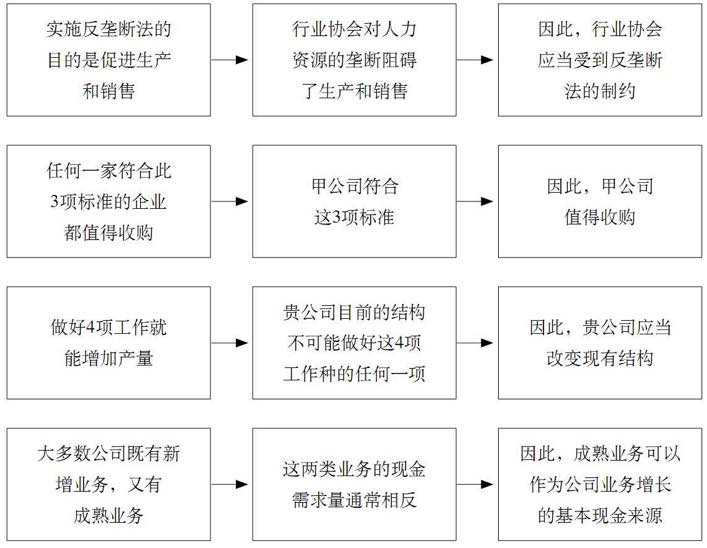 实施反垄断法的
目的是促进生产
和销售
行业协会对人力
资源的垄断阻碍
了生产和销售
因此，行业协会
应当受到反垄断
法的制约
任何一家符合此
3项标准的企业
都值得收购
甲公司符合
这3项标准
因此，甲公司
值得收购
做好4项工作就
能增加产量
贵公司目前的结构
不可能做好这4项
工作种的任何一项
因此，贵公司应当
改变现有结构
大多数公司既有新
增业务，又有
成熟业务
这两类业务的现金
需求量通常相反
因此，成熟业务可以
作为公司业务增长
的基本现金来源